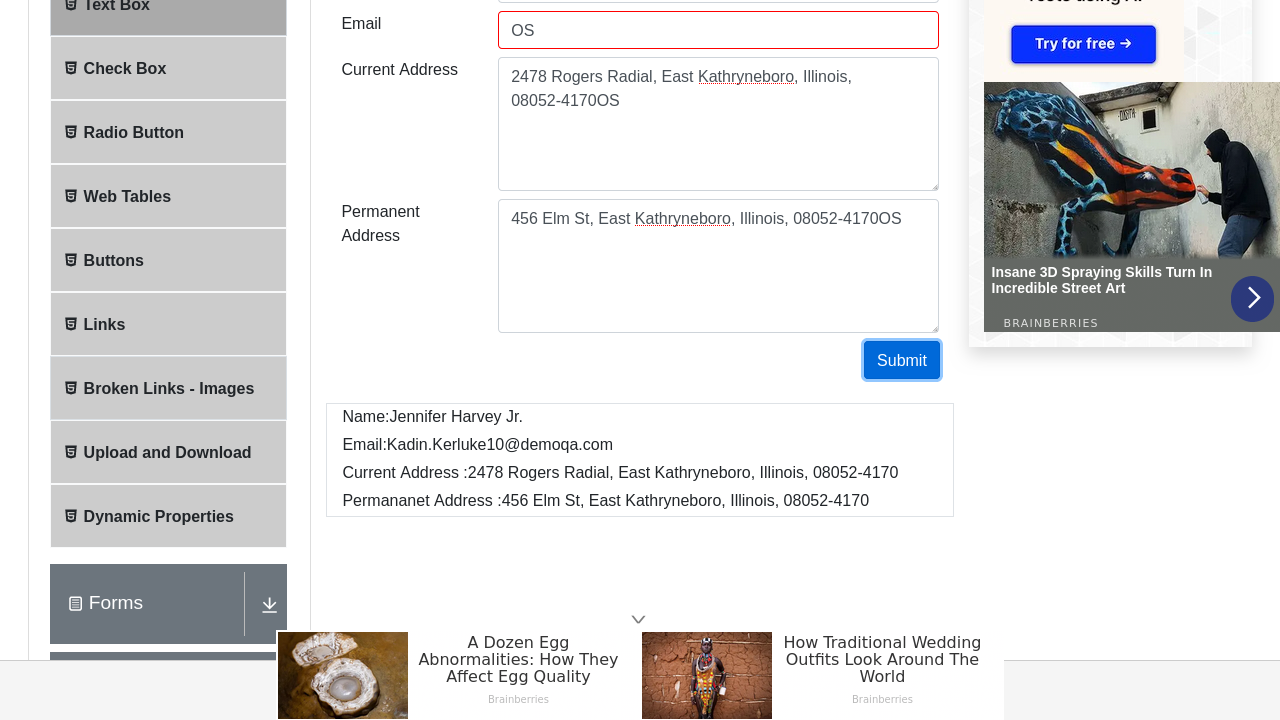 Text Box
Check Box
Radio Button
Web Tables
Buttons
Links
Broken Links - Images
Upload and Download
Dynamic Properties
Forms
Email
OS
Current Address
2478 Rogers Radial, East Kathryneboro, Illinois,
08052-4170OS
Permanent
Address
456 Elm St, East Kathryneboro, Illinois, 08052-4170OS
Submit
Name:Jennifer Harvey Jr.
Email:Kadin.Kerluke10@demoqa.com
Current Address :2478 Rogers Radial, East Kathryneboro, Illinois, 08052-4170
Permananet Address :456 Elm St, East Kathryneboro, Illinois, 08052-4170
Try for free →
Insane 3D Spraying Skills Turn In
Incredible Street Art
BRAINBERRIES
A Dozen Egg
Abnormalities: How They
Affect Egg Quality
Brainberries
How Traditional Wedding
Outfits Look Around The
World
Brainberries